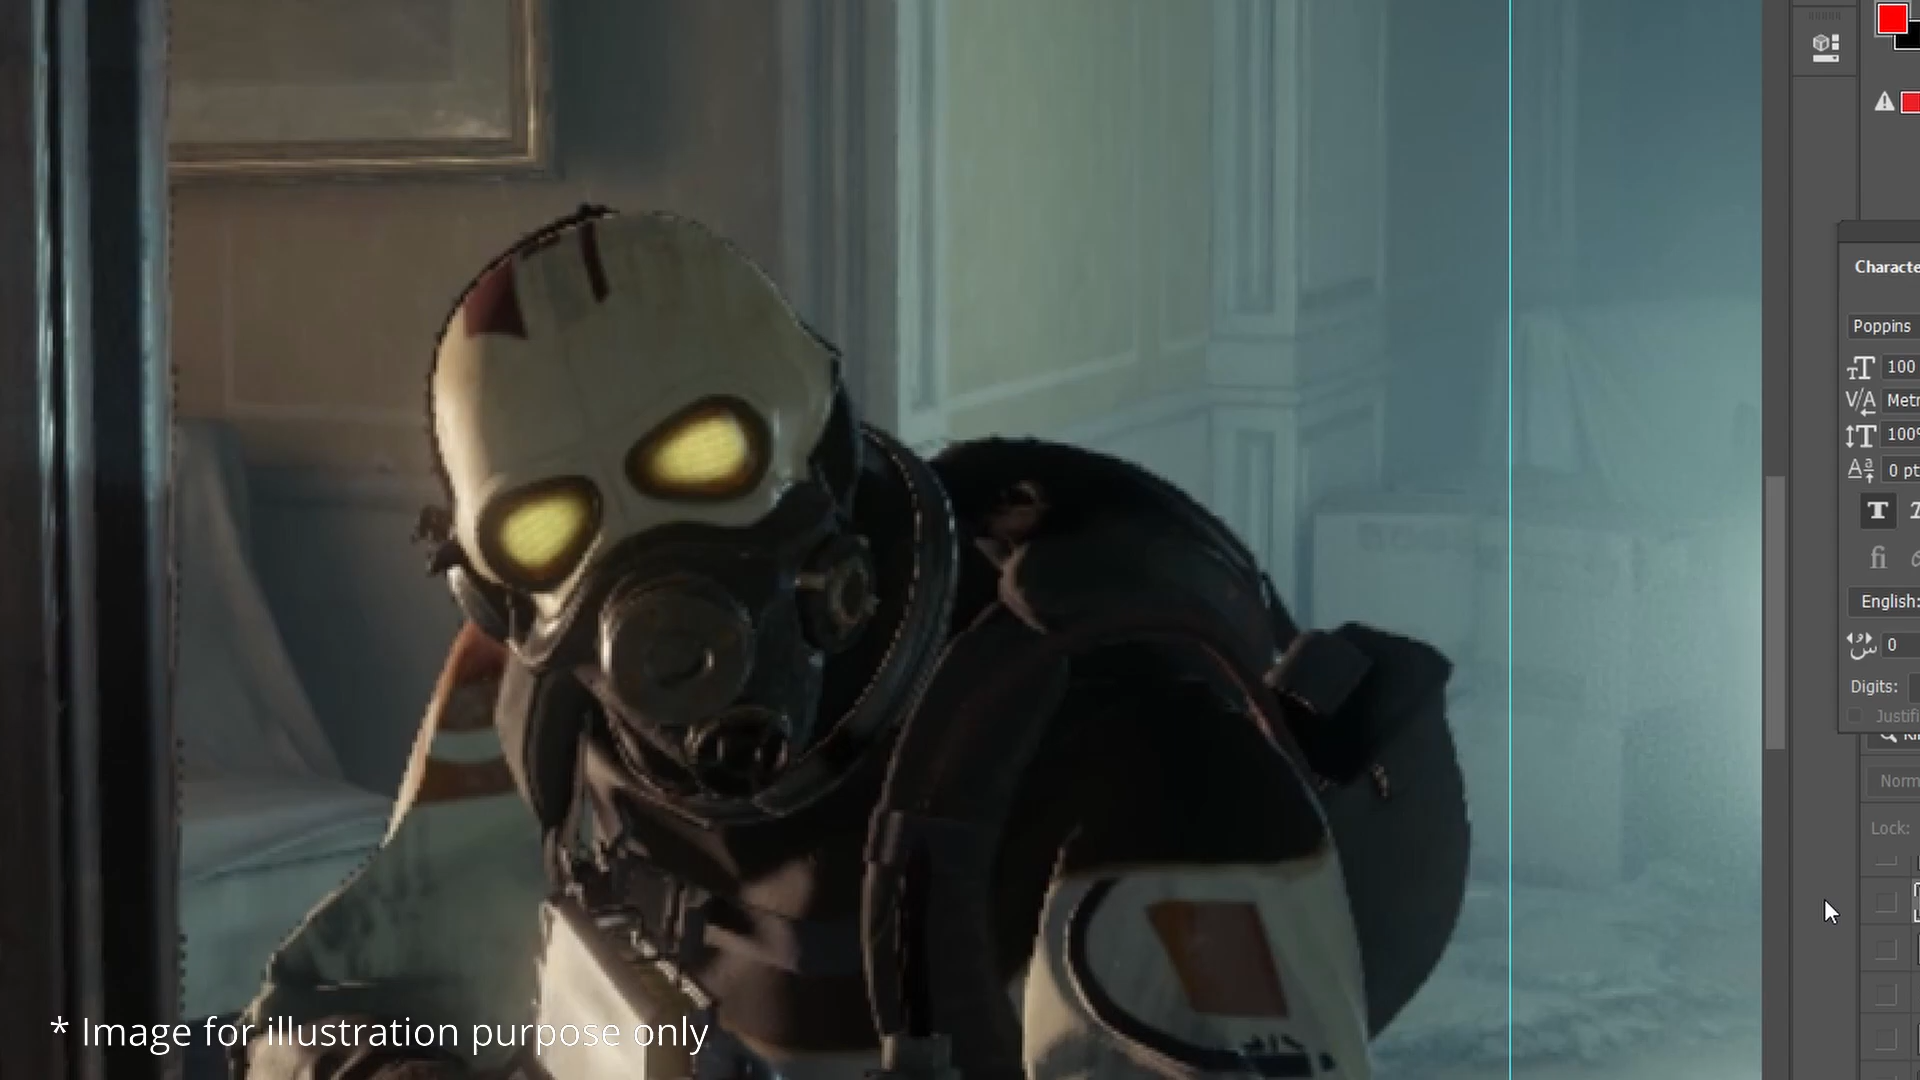 Characte
Poppins
100
Metr
100%
0 pt
T
fi
English:
0
Digits:
Justifi
Norm
Lock:
* Image for illustration purpose only